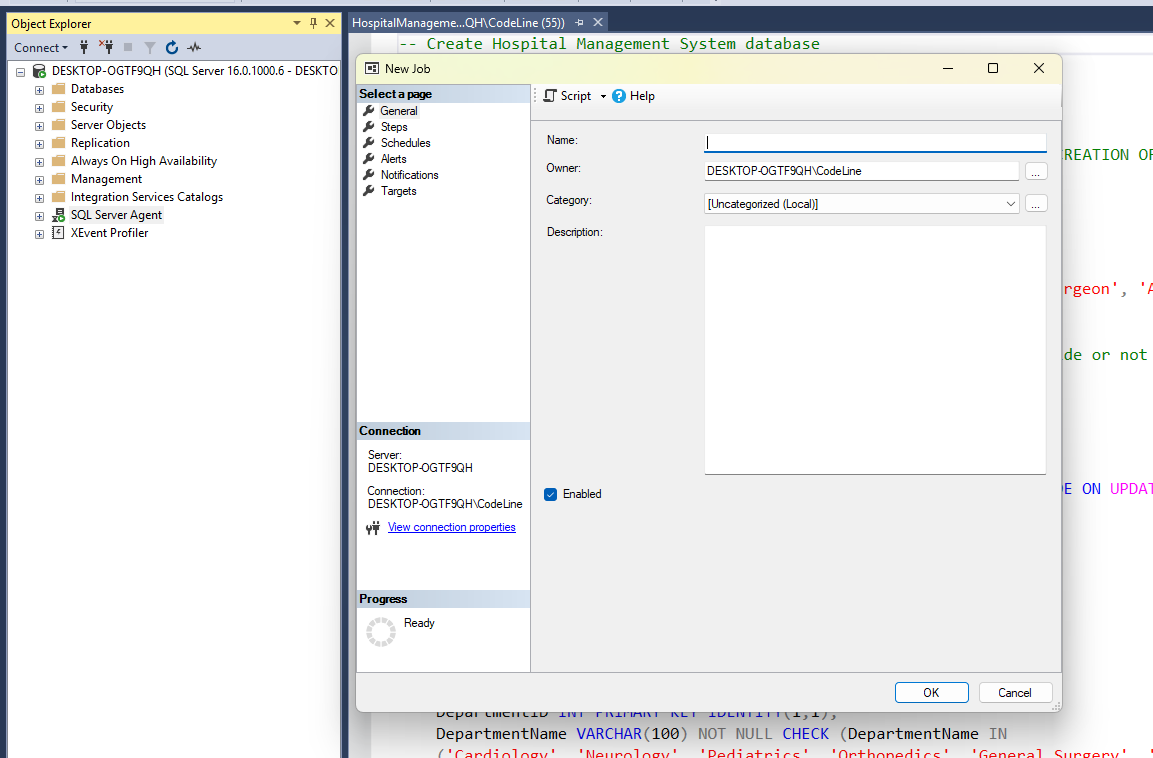 Object Explorer
Connect
DESKTOP-OGTF9QH (SQL Server 16.0.1000.6 - DESKTO
Databases
Security
Server Objects
Replication
Always On High Availability
Management
Integration Services Catalogs
SQL Server Agent
XEvent Profiler
HospitalManageme...QH\CodeLine (55))
-- Create Hospital Management System database
New Job
Select a page
General
Steps
Schedules
Alerts
Notifications
Targets
Connection
Server:
DESKTOP-OGTF9QH
Connection:
DESKTOP-OGTF9QH\CodeLine
View connection properties
Progress
Ready
Script
Help
Name:
Owner:
DESKTOP-OGTF9QH\CodeLine
...
Category:
[Uncategorized (Local)]
...
Description:
Enabled
OK
Cancel
REATION OF
rgeon', 'A
de or not
E ON UPDAT
DepartmentID INT PRIMARY KEY IDENTITY(1,1),
DepartmentName VARCHAR(100) NOT NULL CHECK (DepartmentName IN
('Cardiology', 'Neurology', 'Pediatrics', 'Orthopedics', 'General Surgery', '